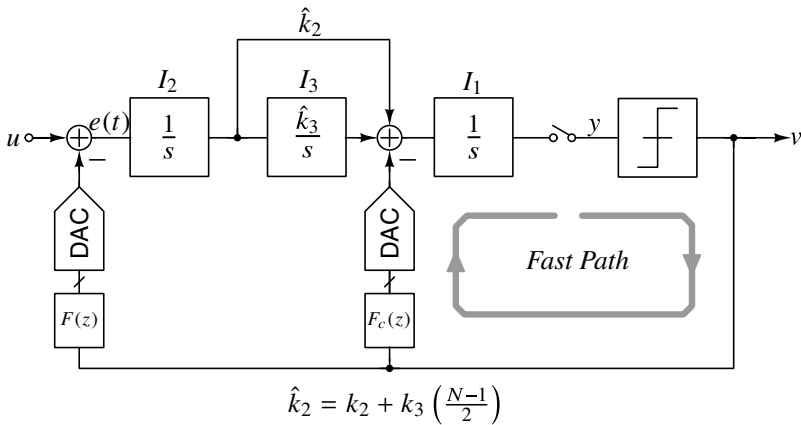 k̂₂
I₂
I₃
I₁
u
e(t)
1/s
k̂₃/s
1/s
y
v
−
−
DAC
DAC
Fast Path
F(z)
F_c(z)
k̂₂ = k₂ + k₃ ((N−1)/2)